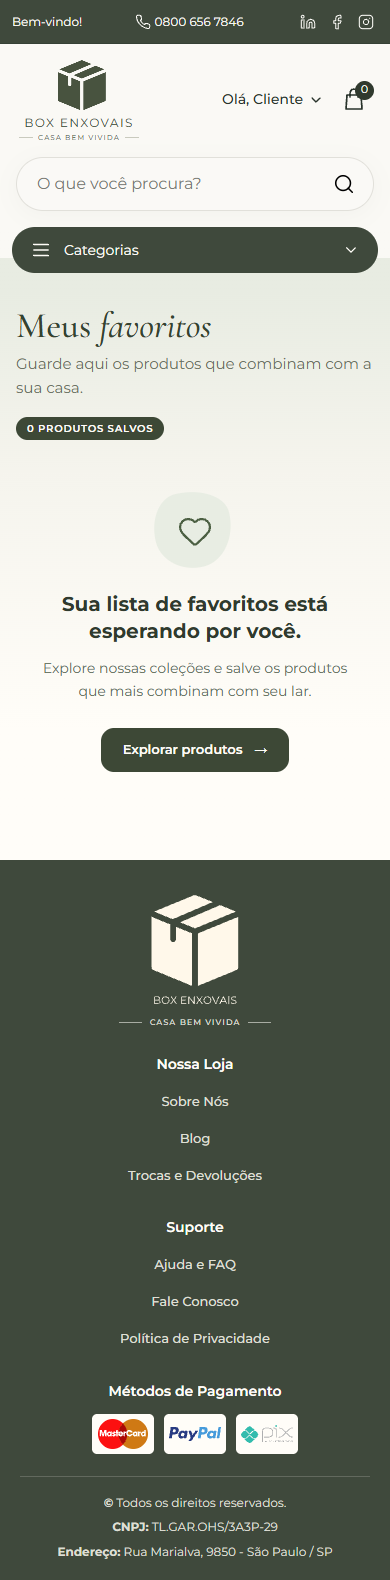 Bem-vindo!
0800 656 7846
BOX ENXOVAIS
CASA BEM VIVIDA
Olá, Cliente
0
O que você procura?
Categorias
Meus favoritos
Guarde aqui os produtos que combinam com a
sua casa.
0 PRODUTOS SALVOS
Sua lista de favoritos está
esperando por você.
Explore nossas coleções e salve os produtos
que mais combinam com seu lar.
Explorar produtos →
BOX ENXOVAIS
CASA BEM VIVIDA
Nossa Loja
Sobre Nós
Blog
Trocas e Devoluções
Suporte
Ajuda e FAQ
Fale Conosco
Política de Privacidade
Métodos de Pagamento
MasterCard
PayPal
pix
© Todos os direitos reservados.
CNPJ: TL.GAR.OHS/3A3P-29
Endereço: Rua Marialva, 9850 - São Paulo / SP